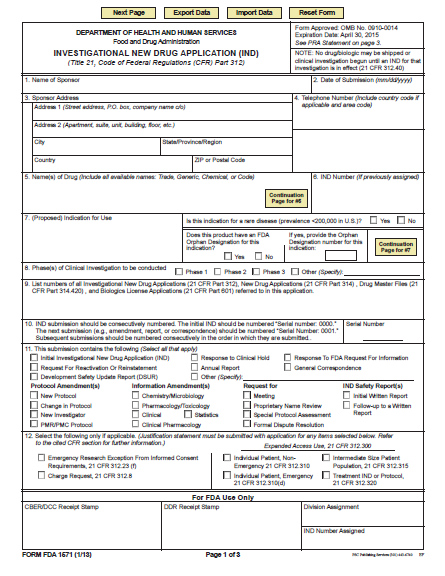 Next Page Export Data Import Data Reset Form
DEPARTMENT OF HEALTH AND HUMAN SERVICES
Food and Drug Administration
INVESTIGATIONAL NEW DRUG APPLICATION (IND)
(Title 21, Code of Federal Regulations (CFR) Part 312)
Form Approved: OMB No. 0910-0014
Expiration Date: April 30, 2015
See PRA Statement on page 3.
NOTE: No drug/biologic may be shipped or
clinical investigation begun until an IND for that
investigation is in effect (21 CFR 312.40)
1. Name of Sponsor
2. Date of Submission (mm/dd/yyyy)
3. Sponsor Address
Address 1 (Street address, P.O. box, company name c/o)
Address 2 (Apartment, suite, unit, building, floor, etc.)
City State/Province/Region
Country ZIP or Postal Code
4. Telephone Number (Include country code if
applicable and area code)
5. Name(s) of Drug (Include all available names: Trade, Generic, Chemical, or Code)
Continuation
Page for #5
6. IND Number (If previously assigned)
7. (Proposed) Indication for Use
Is this indication for a rare disease (prevalence <200,000 in U.S.)? Yes No
Does this product have an FDA
Orphan Designation for this
indication?
Yes No
If yes, provide the Orphan
Designation number for this
indication:
Continuation
Page for #7
8. Phase(s) of Clinical Investigation to be conducted Phase 1 Phase 2 Phase 3 Other (Specify):
9. List numbers of all Investigational New Drug Applications (21 CFR Part 312), New Drug Applications (21 CFR Part 314) , Drug Master Files (21
CFR Part 314.420) , and Biologics License Applications (21 CFR Part 601) referred to in this application.
10. IND submission should be consecutively numbered. The initial IND should be numbered "Serial number: 0000."
The next submission (e.g., amendment, report, or correspondence) should be numbered "Serial Number: 0001."
Subsequent submissions should be numbered consecutively in the order in which they are submitted.
Serial Number
11. This submission contains the following (Select all that apply)
Initial Investigational New Drug Application (IND) Response to Clinical Hold Response To FDA Request For Information
Request For Reactivation Or Reinstatement Annual Report General Correspondence
Development Safety Update Report (DSUR) Other (Specify):
Protocol Amendment(s) Information Amendment(s) Request for IND Safety Report(s)
New Protocol Chemistry/Microbiology Meeting Initial Written Report
Change in Protocol Pharmacology/Toxicology Proprietary Name Review Follow-up to a Written
Report
New Investigator Clinical Statistics Special Protocol Assessment
PMR/PMC Protocol Clinical Pharmacology Formal Dispute Resolution
12. Select the following only if applicable. (Justification statement must be submitted with application for any items selected below. Refer
to the cited CFR section for further information.)
Expanded Access Use, 21 CFR 312.300
Emergency Research Exception From Informed Consent
Requirements, 21 CFR 312.23 (f)
Charge Request, 21 CFR 312.8
Individual Patient, Non-
Emergency 21 CFR 312.310
Individual Patient, Emergency
21 CFR 312.310(d)
Intermediate Size Patient
Population, 21 CFR 312.315
Treatment IND or Protocol,
21 CFR 312.320
For FDA Use Only
CBER/DCC Receipt Stamp DDR Receipt Stamp Division Assignment
IND Number Assigned
FORM FDA 1571 (1/13) Page 1 of 3